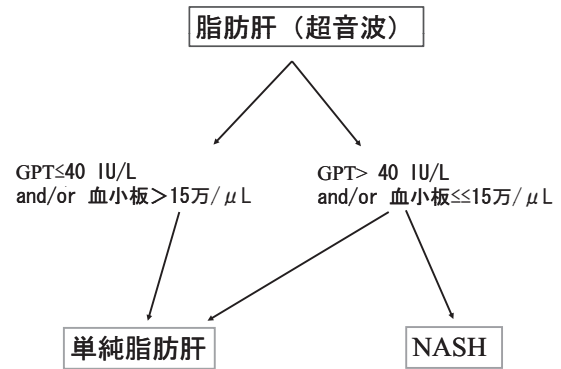 脂肪肝（超音波）
GPT≤40 IU/L
and/or 血小板＞15万/μL
GPT> 40 IU/L
and/or 血小板≤≤15万/μL
単純脂肪肝
NASH